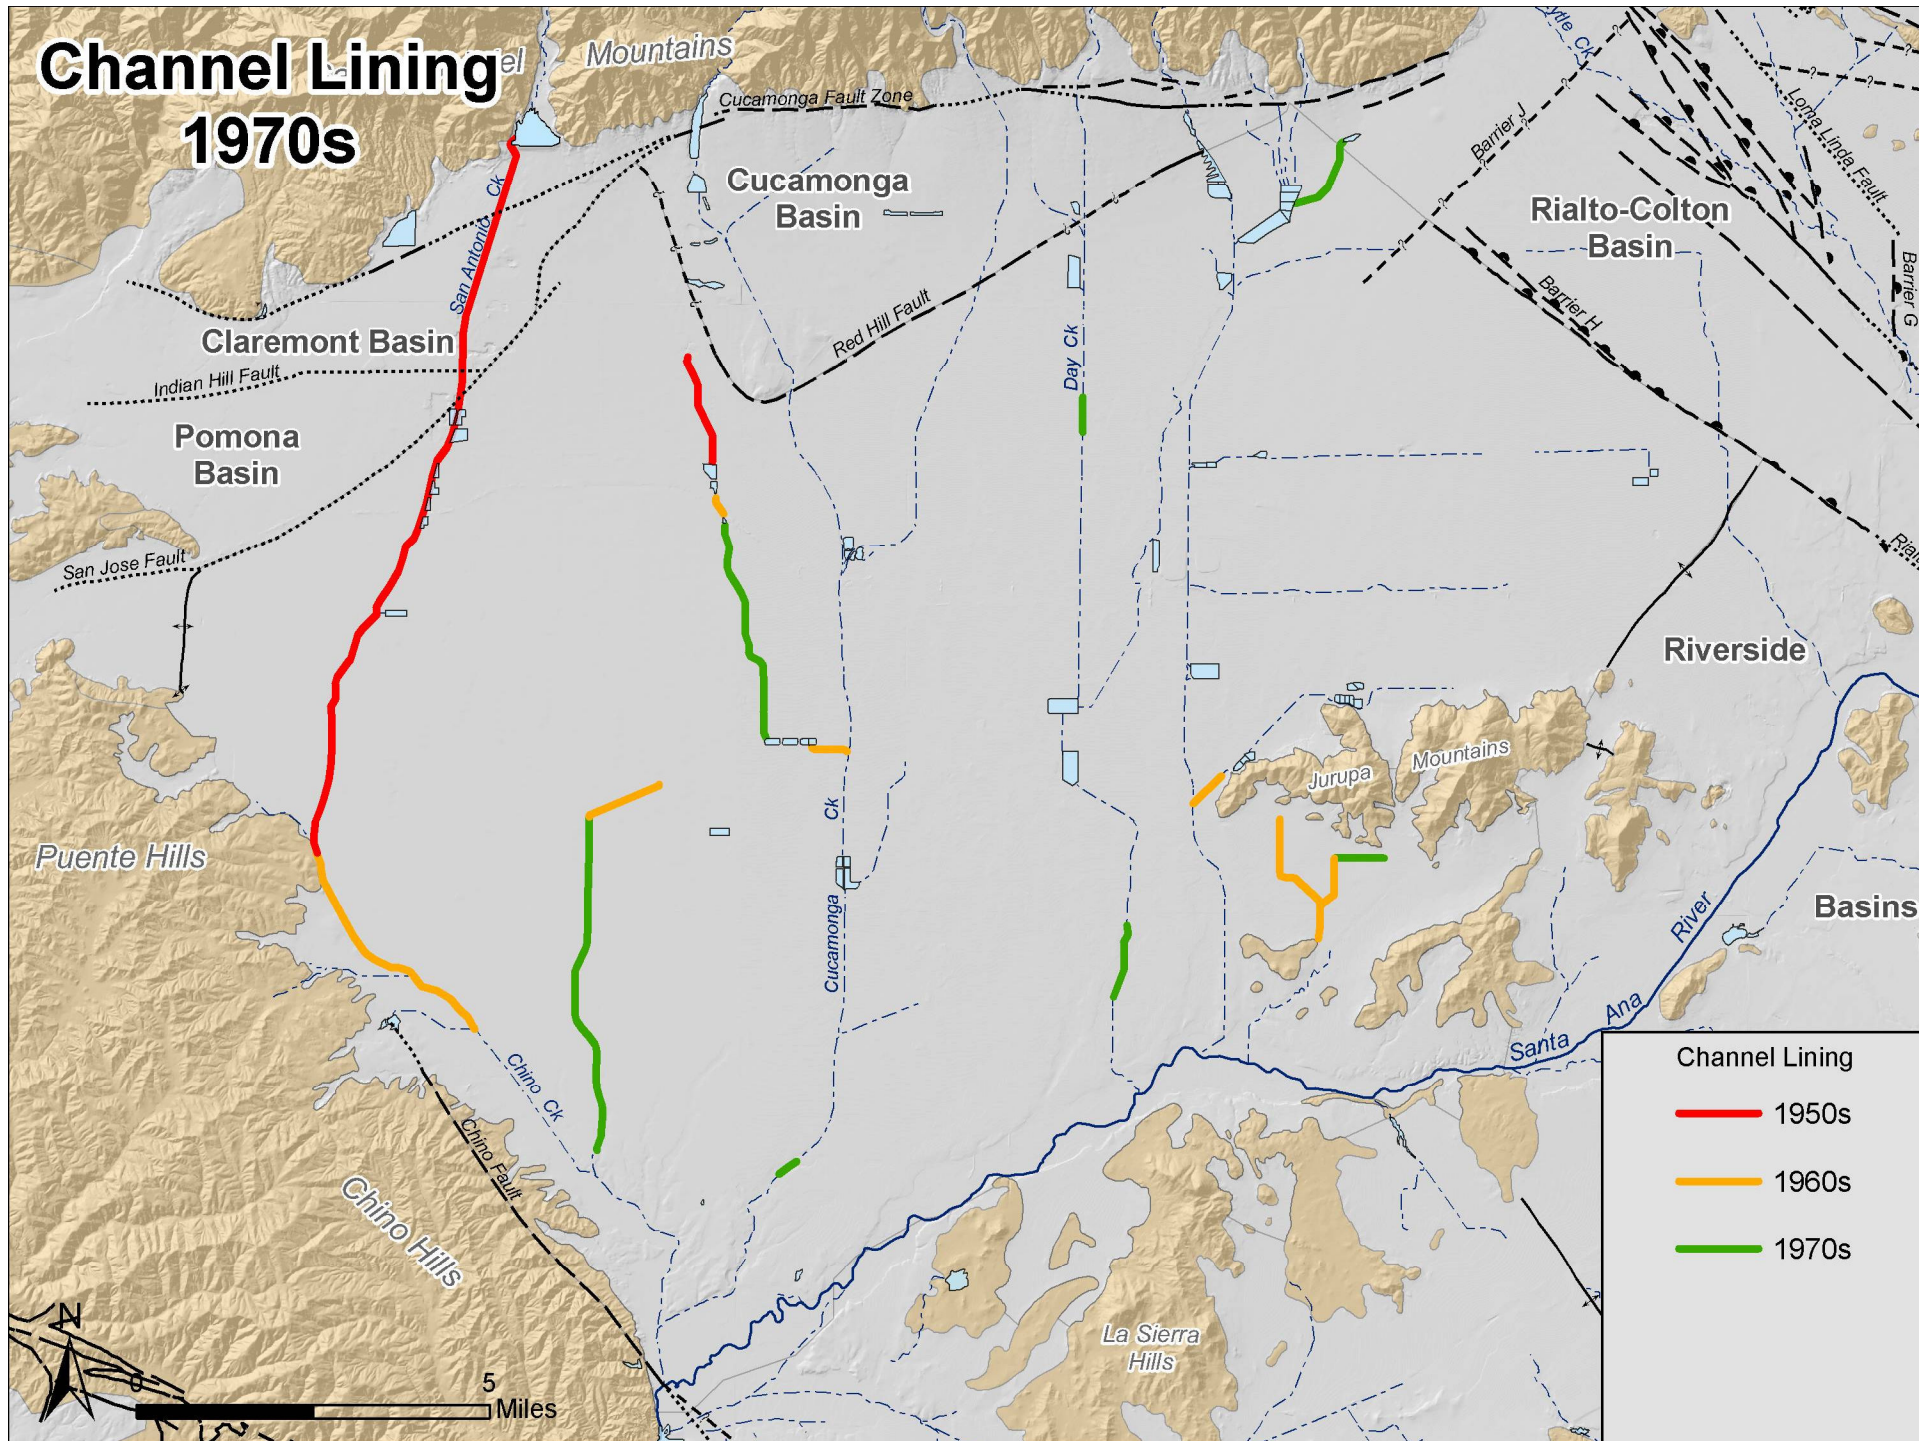 Channel Lining
1970s
Mountains
Cucamonga Fault Zone
Cucamonga
Basin
Barrier J
Loma Linda Fault
Rialto-Colton
Basin
Barrier G
Barrier H
San Antonio Ck
Claremont Basin
Indian Hill Fault
Red Hill Fault
Day Ck
Pomona
Basin
San Jose Fault
Riverside
Jurupa
Mountains
Puente Hills
Cucamonga Ck
Basins
Santa Ana River
Chino Ck
Chino Fault
Chino Hills
La Sierra
Hills
Channel Lining
1950s
1960s
1970s
N
0 5
Miles